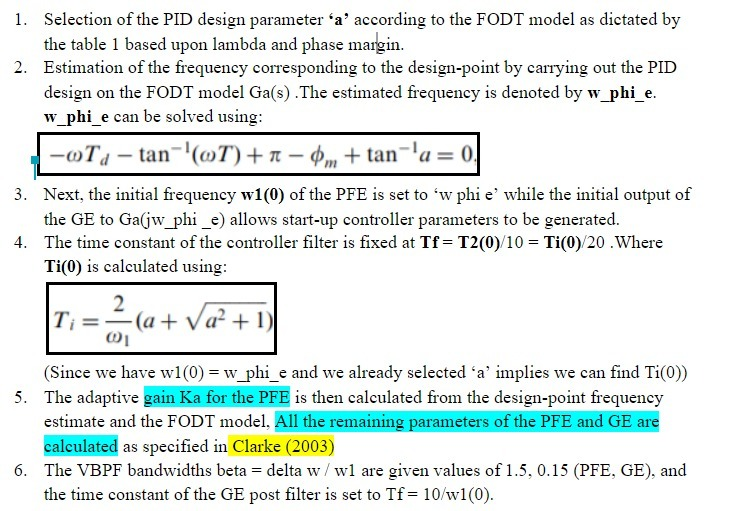 1. Selection of the PID design parameter ‘a’ according to the FODT model as dictated by
the table 1 based upon lambda and phase margin.
2. Estimation of the frequency corresponding to the design-point by carrying out the PID
design on the FODT model Ga(s) .The estimated frequency is denoted by w_phi_e.
w_phi_e can be solved using:
−ωT_d − tan⁻¹(ωT) + π − ϕ_m + tan⁻¹a = 0.
3. Next, the initial frequency w1(0) of the PFE is set to ‘w phi e’ while the initial output of
the GE to Ga(jw_phi _e) allows start-up controller parameters to be generated.
4. The time constant of the controller filter is fixed at Tf = T2(0)/10 = Ti(0)/20 .Where
Ti(0) is calculated using:
T_i = 2/ω_1 (a + √(a² + 1))
(Since we have w1(0) = w_phi_e and we already selected ‘a’ implies we can find Ti(0))
5. The adaptive gain Ka for the PFE is then calculated from the design-point frequency
estimate and the FODT model, All the remaining parameters of the PFE and GE are
calculated as specified in Clarke (2003)
6. The VBPF bandwidths beta = delta w / w1 are given values of 1.5, 0.15 (PFE, GE), and
the time constant of the GE post filter is set to Tf = 10/w1(0).